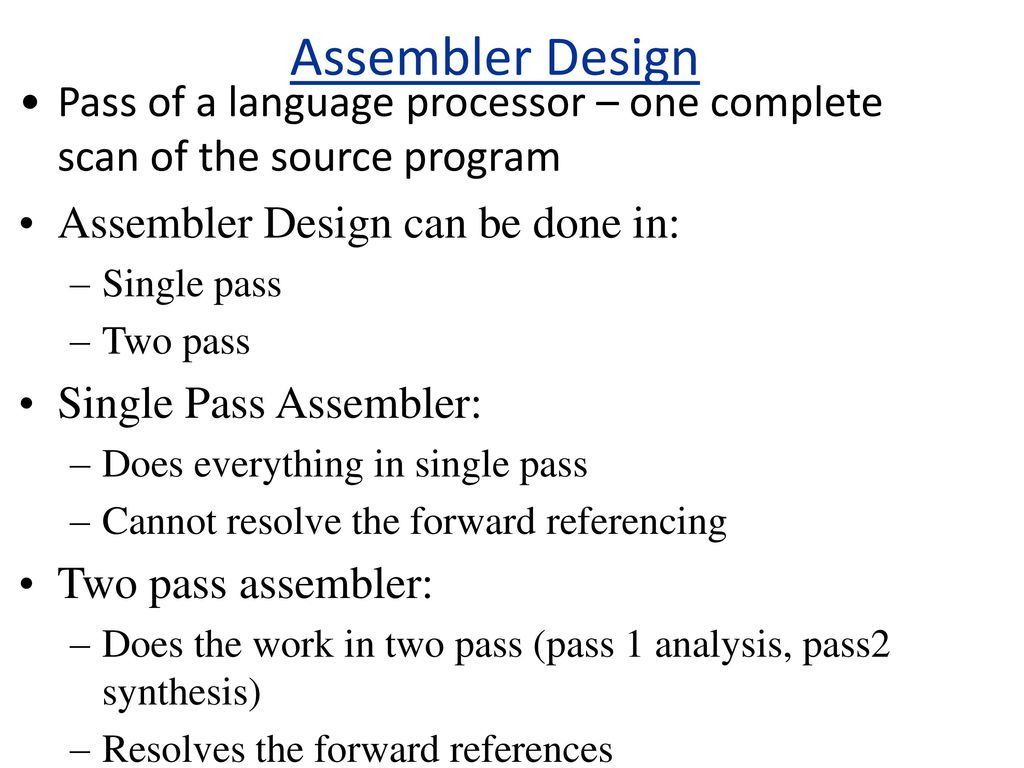 Assembler Design
• Pass of a language processor – one complete
scan of the source program
• Assembler Design can be done in:
– Single pass
– Two pass
• Single Pass Assembler:
– Does everything in single pass
– Cannot resolve the forward referencing
• Two pass assembler:
– Does the work in two pass (pass 1 analysis, pass2
synthesis)
– Resolves the forward references